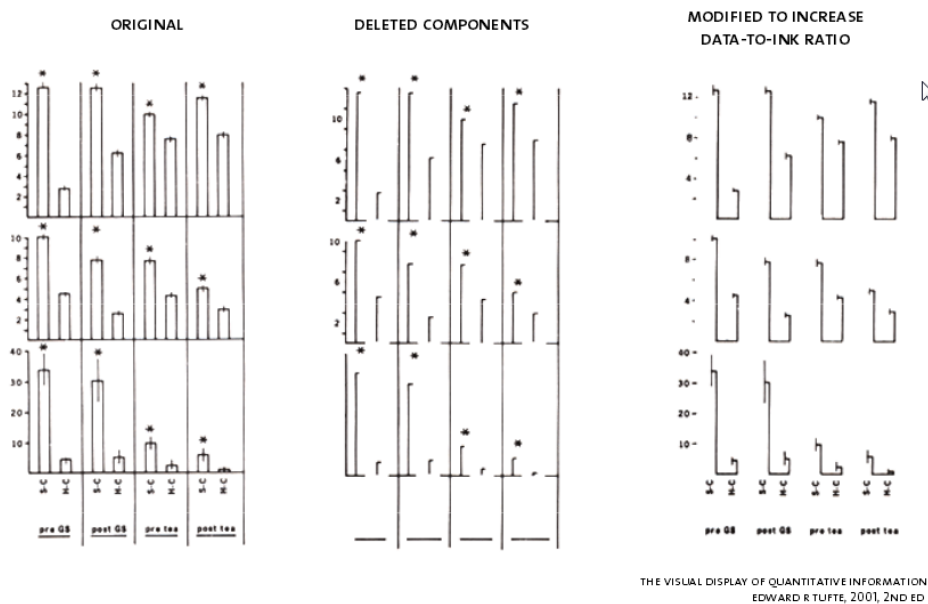 ORIGINAL
DELETED COMPONENTS
MODIFIED TO INCREASE
DATA-TO-INK RATIO
* * * *
12
10
8
6
4
2
* * * *
10
8
6
4
2
* * * *
40
30
20
10
S-C H-C S-C H-C S-C H-C S-C H-C
pre GS post GS pre tea post tea
* * * *
10
6
2
* * * *
10
6
2
* * * *
12
8
4
8
4
40
30
20
10
S-C H-C S-C H-C S-C H-C S-C H-C
pre GS post GS pre tea post tea
THE VISUAL DISPLAY OF QUANTITATIVE INFORMATION
EDWARD R TUFTE, 2001, 2ND ED